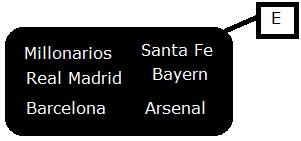 E
Millonarios Santa Fe
Real Madrid Bayern
Barcelona Arsenal